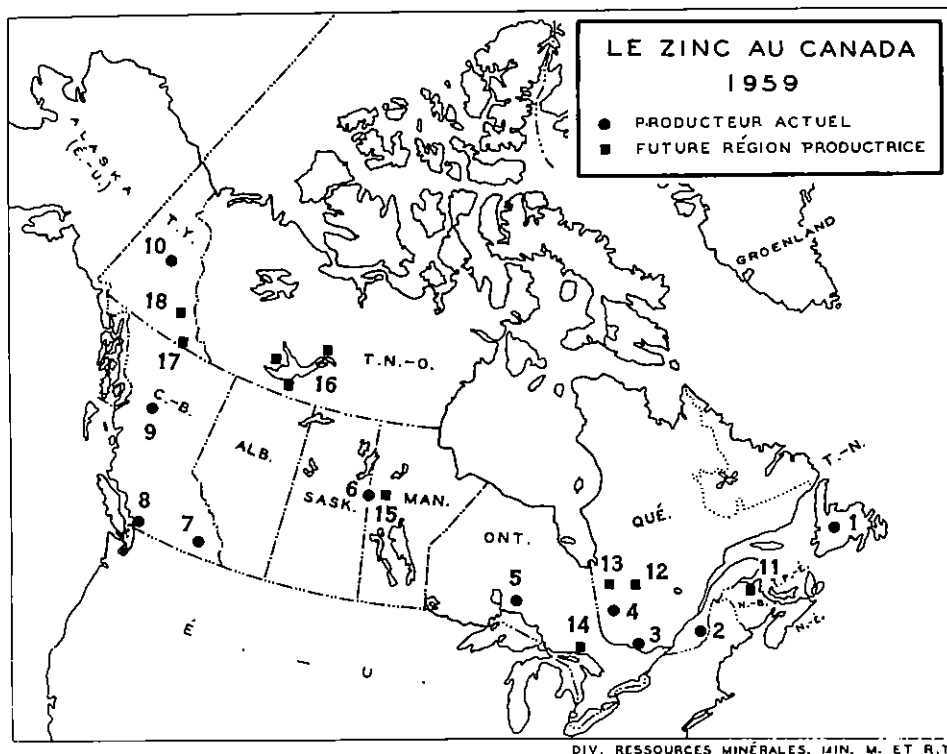 LE ZINC AU CANADA
1959
PRODUCTEUR ACTUEL
FUTURE RÉGION PRODUCTRICE
ALASKA
(É.-U.)
GROENLAND
T.Y.
10
18
17
16
T.N.-O.
C.-B.
9
ALB.
SASK.
6
MAN.
15
8
7
ONT.
QUÉ.
T.-N.
1
13
12
11
5
4
N.-B.
N.-É.
14
3
2
É.-U.
DIV. RESSOURCES MINÉRALES, MIN. M. ET R.T.